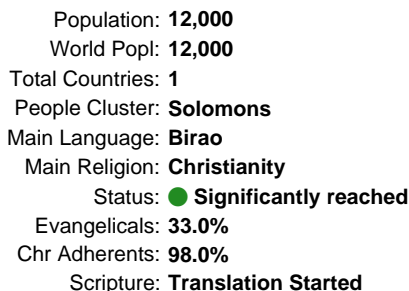 Population: 12,000
World Popl: 12,000
Total Countries: 1
People Cluster: Solomons
Main Language: Birao
Main Religion: Christianity
Status: Significantly reached
Evangelicals: 33.0%
Chr Adherents: 98.0%
Scripture: Translation Started